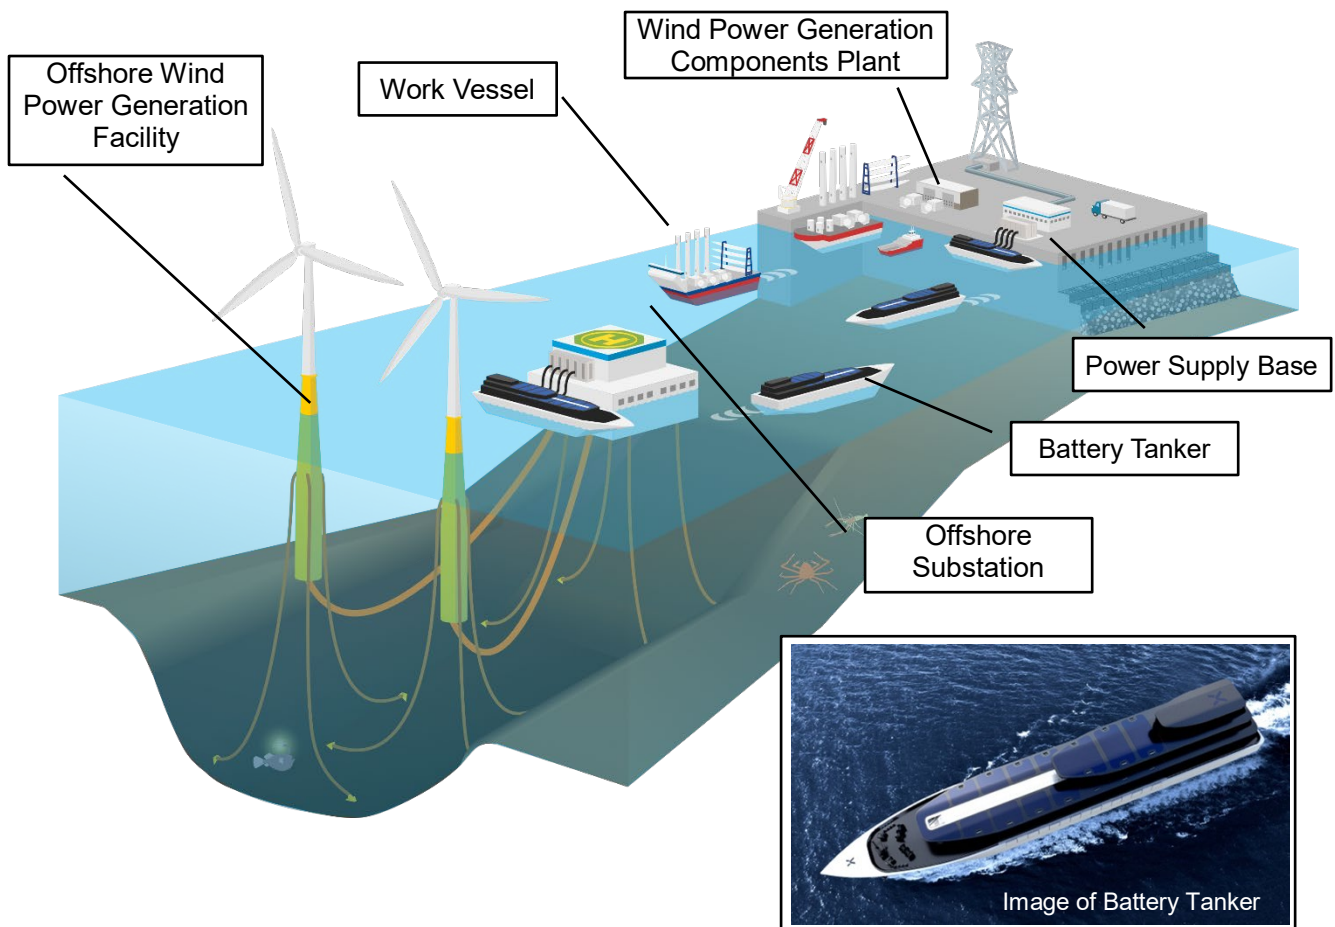 Wind Power Generation
Components Plant
Offshore Wind
Power Generation
Facility
Work Vessel
H
Power Supply Base
Battery Tanker
Offshore
Substation
Image of Battery Tanker